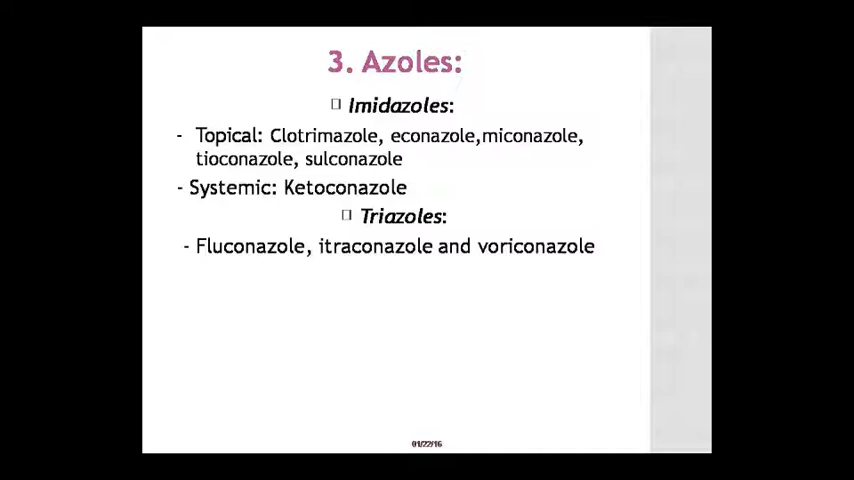 3. Azoles:
Imidazoles:
- Topical: Clotrimazole, econazole,miconazole,
tioconazole, sulconazole
- Systemic: Ketoconazole
Triazoles:
- Fluconazole, itraconazole and voriconazole
01/22/16